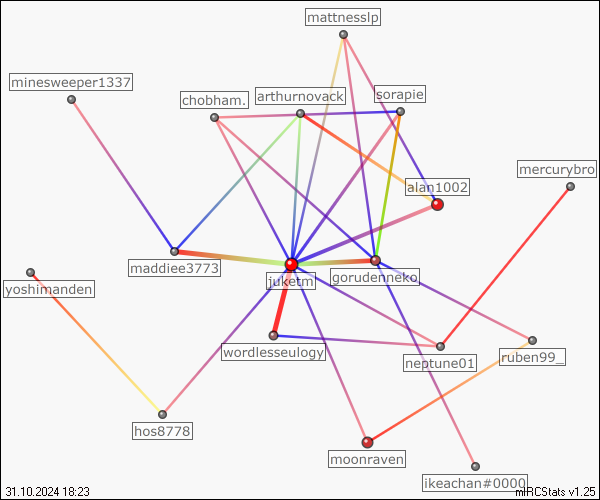 mattnesslp
minesweeper1337
chobham.
arthurnovack
sorapie
mercurybro
alan1002
maddiee3773
juketm
gorudenneko
yoshimanden
wordlesseulogy
neptune01
ruben99_
hos8778
moonraven
ikeachan#0000
31.10.2024 18:23
mIRCStats v1.25